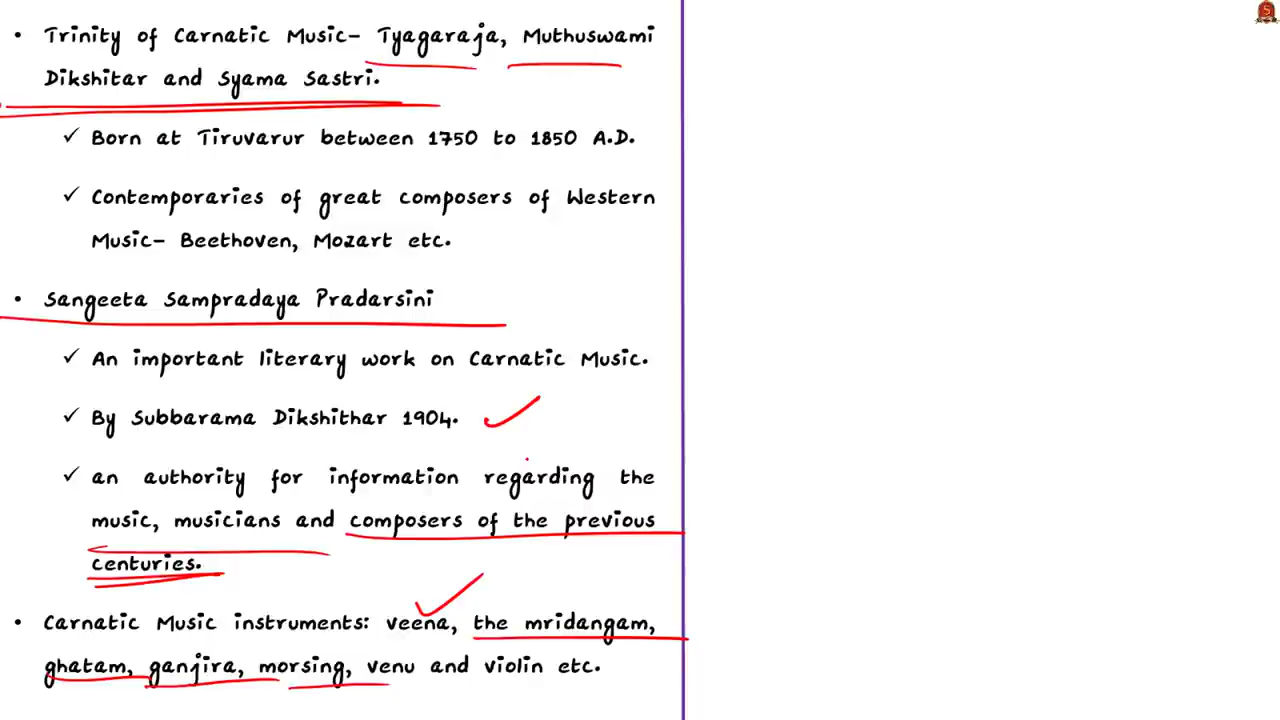 • Trinity of Carnatic Music- Tyagaraja, Muthuswami
Dikshitar and Syama Sastri.
✓ Born at Tiruvarur between 1750 to 1850 A.D.
✓ Contemporaries of great composers of Western
Music- Beethoven, Mozart etc.
• Sangeeta Sampradaya Pradarsini
✓ An important literary work on Carnatic Music.
✓ By Subbarama Dikshithar 1904.
✓ an authority for information regarding the
music, musicians and composers of the previous
centuries.
• Carnatic Music instruments: veena, the mridangam,
ghatam, ganjira, morsing, venu and violin etc.